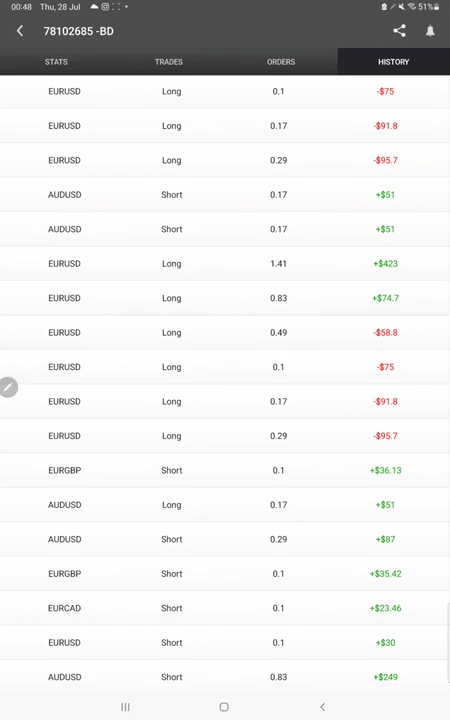 00:48 Thu, 28 Jul 51%
78102685 -BD
STATS TRADES ORDERS HISTORY
EURUSD Long 0.1 -$75
EURUSD Long 0.17 -$91.8
EURUSD Long 0.29 -$95.7
AUDUSD Short 0.17 +$51
AUDUSD Short 0.17 +$51
EURUSD Long 1.41 +$423
EURUSD Long 0.83 +$74.7
EURUSD Long 0.49 -$58.8
EURUSD Long 0.1 -$75
EURUSD Long 0.17 -$91.8
EURUSD Long 0.29 -$95.7
EURGBP Short 0.1 +$36.13
AUDUSD Long 0.17 +$51
AUDUSD Short 0.29 +$87
EURGBP Short 0.1 +$35.42
EURCAD Short 0.1 +$23.46
EURUSD Short 0.1 +$30
AUDUSD Short 0.83 +$249